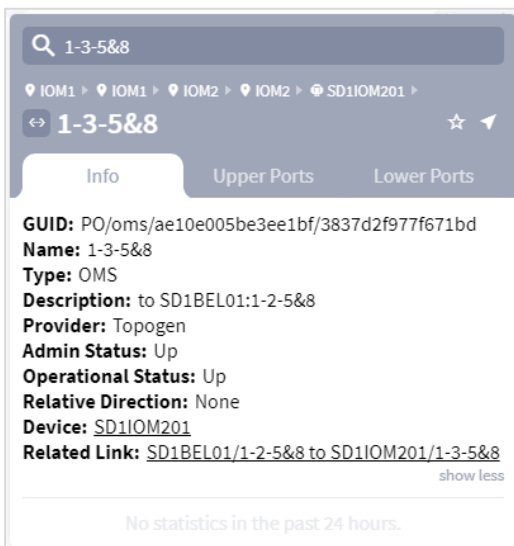 1-3-5&8
IOM1 IOM1 IOM2 IOM2 SD1IOM201
1-3-5&8
Info Upper Ports Lower Ports
GUID: PO/oms/ae10e005be3ee1bf/3837d2f977f671bd
Name: 1-3-5&8
Type: OMS
Description: to SD1BEL01:1-2-5&8
Provider: Topogen
Admin Status: Up
Operational Status: Up
Relative Direction: None
Device: SD1IOM201
Related Link: SD1BEL01/1-2-5&8 to SD1IOM201/1-3-5&8
show less
No statistics in the past 24 hours.